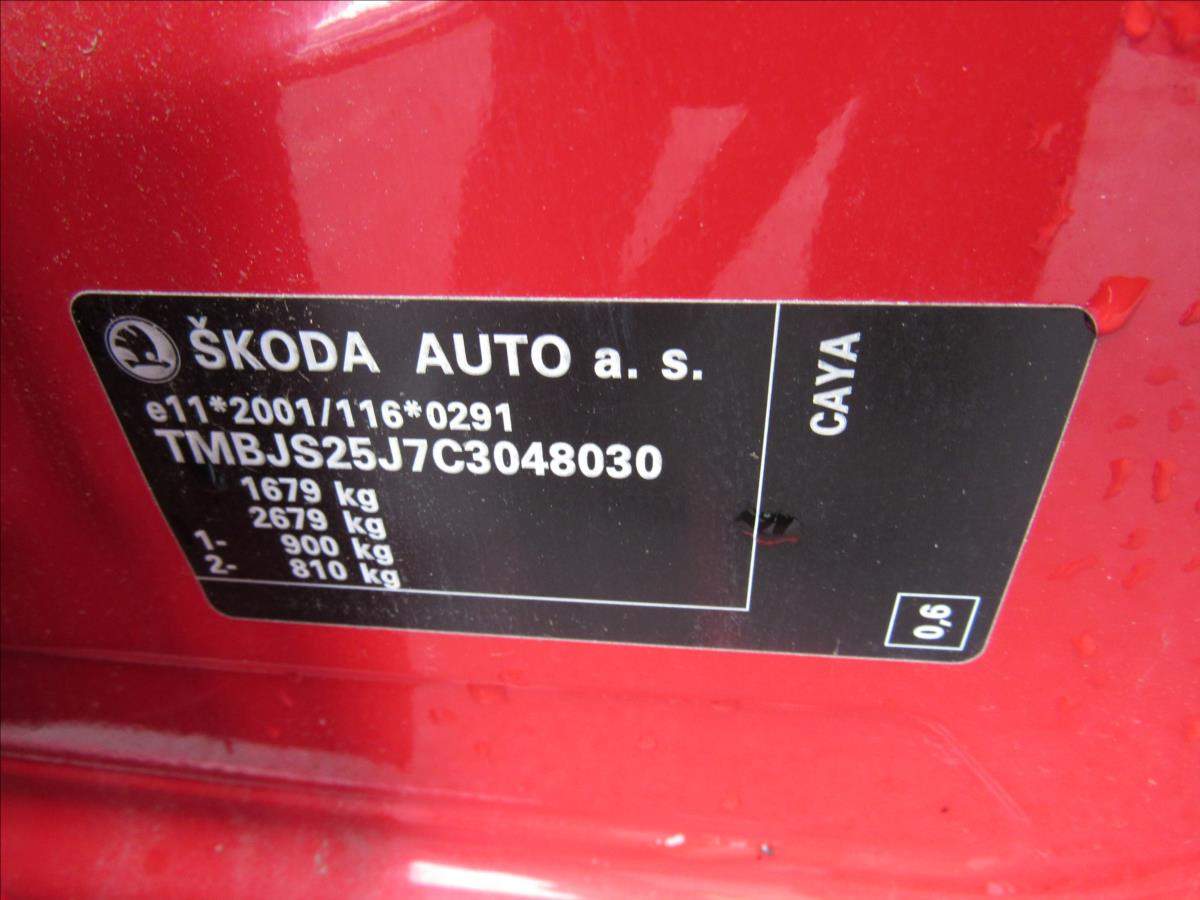 ŠKODA AUTO a. s.
e11*2001/116*0291
TMBJS25J7C3048030
1679 kg
2679 kg
1- 900 kg
2- 810 kg
CAYA
0,6